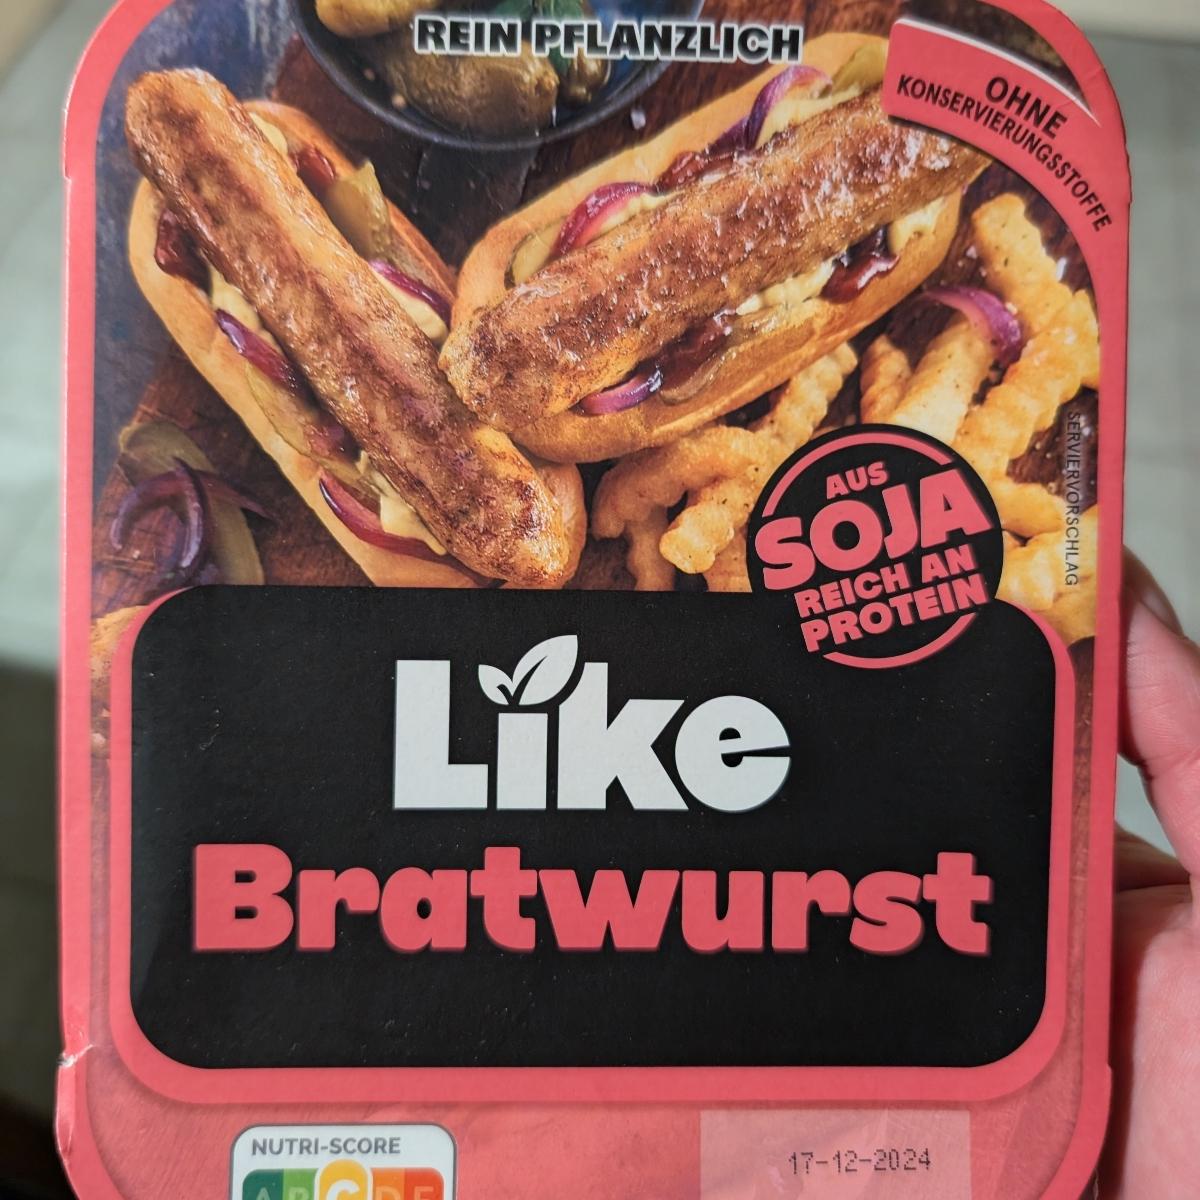 REIN PFLANZLICH
OHNE
KONSERVIERUNGSSTOFFE
SERVIERVORSCHLAG
AUS
SOJA
REICH AN
PROTEIN
Like
Bratwurst
NUTRI-SCORE
A B C D E
17-12-2024